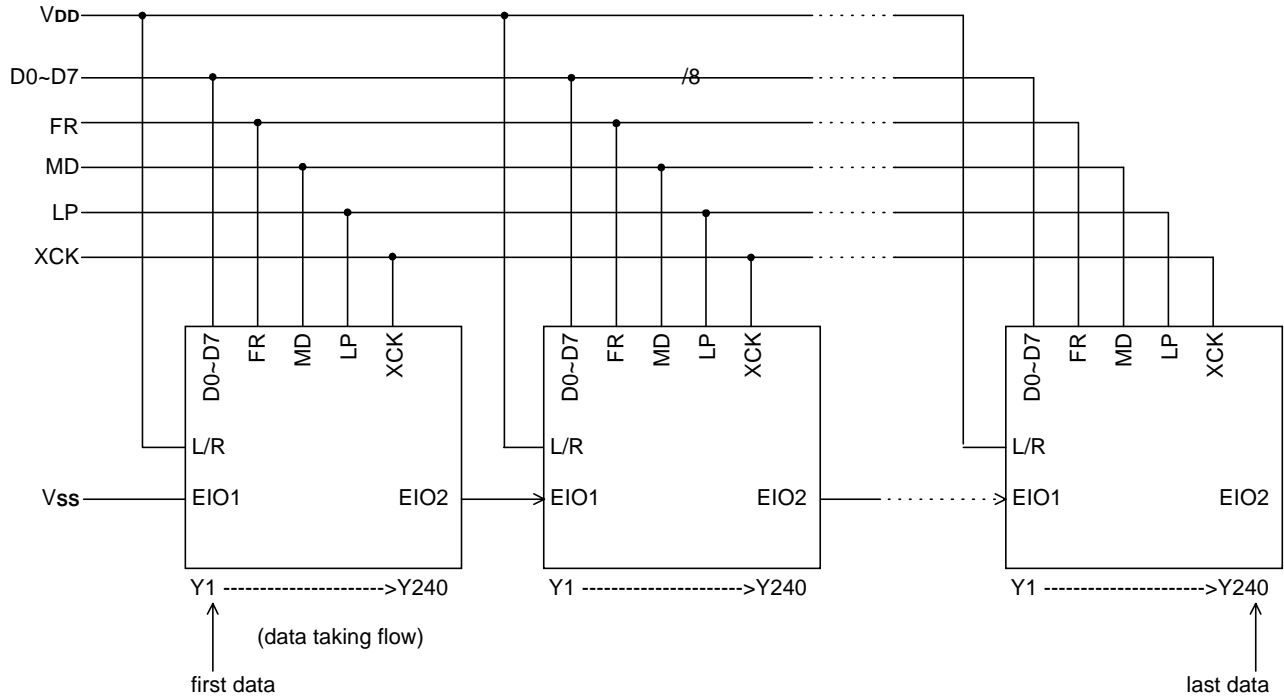 VDD
D0~D7
/8
FR
MD
LP
XCK
D0~D7 FR MD LP XCK
D0~D7 FR MD LP XCK
D0~D7 FR MD LP XCK
L/R
L/R
L/R
VSS
EIO1 EIO2
EIO1 EIO2
EIO1 EIO2
Y1 ---------------------->Y240
Y1 ---------------------->Y240
Y1 ---------------------->Y240
(data taking flow)
first data
last data